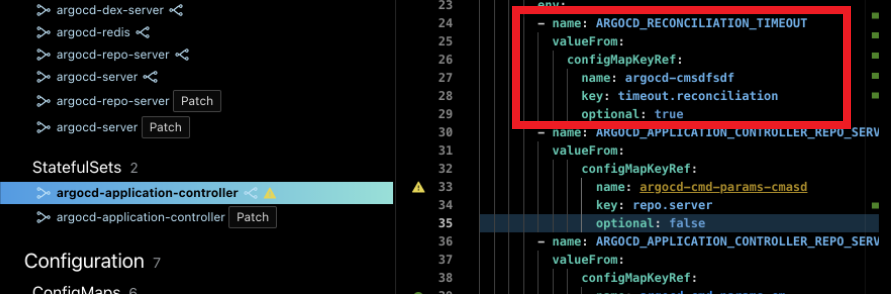 argocd-dex-server
argocd-redis
argocd-repo-server
argocd-server
argocd-repo-server Patch
argocd-server Patch
StatefulSets 2
argocd-application-controller
argocd-application-controller Patch
Configuration 7
ConfigMaps 6
23 env:
24 - name: ARGOCD_RECONCILIATION_TIMEOUT
25 valueFrom:
26 configMapKeyRef:
27 name: argocd-cmsdfsdf
28 key: timeout.reconciliation
29 optional: true
30 - name: ARGOCD_APPLICATION_CONTROLLER_REPO_SERV
31 valueFrom:
32 configMapKeyRef:
33 name: argocd-cmd-params-cmasd
34 key: repo.server
35 optional: false
36 - name: ARGOCD_APPLICATION_CONTROLLER_REPO_SERV
37 valueFrom:
38 configMapKeyRef: